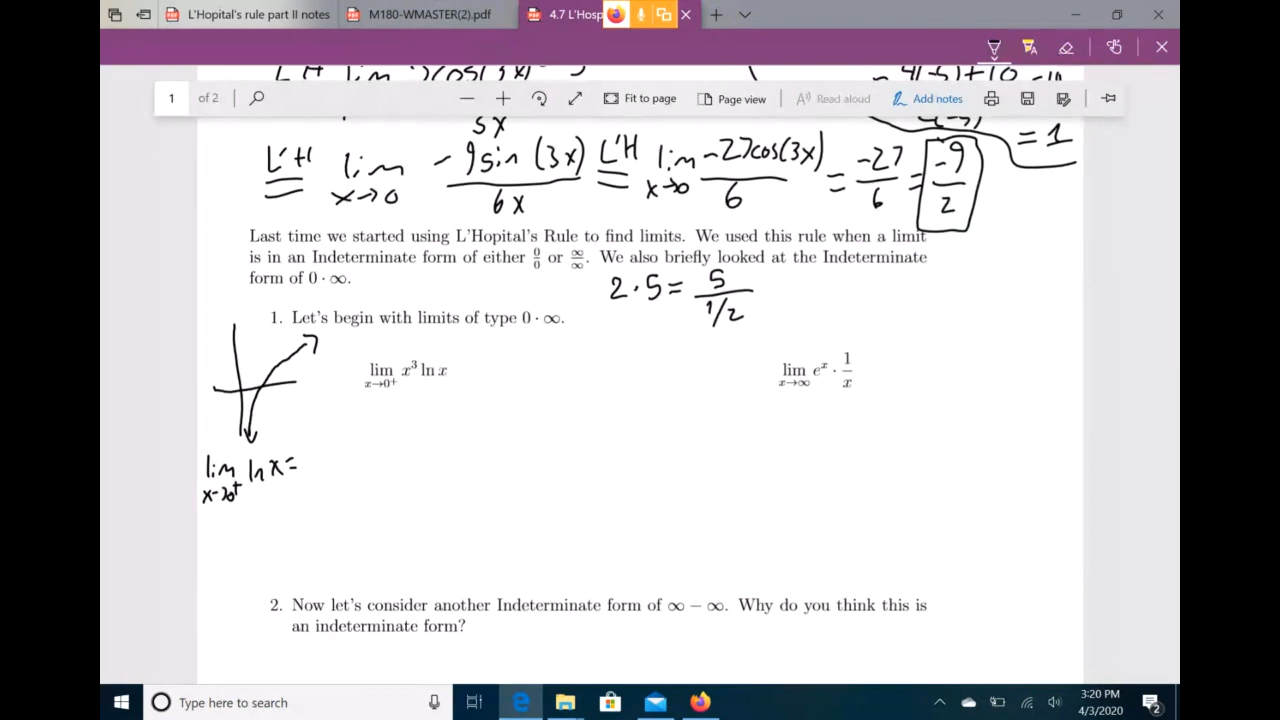 L'Hopital's rule part II notes
M180-WMASTER(2).pdf
4.7 L'Hosp
1 of 2
Fit to page
Page view
Read aloud
Add notes
5x
= 1
L'H lim x→0 -9sin(3x)/6x L'H lim x→0 -27cos(3x)/6 = -27/6 = -9/2
Last time we started using L'Hopital's Rule to find limits. We used this rule when a limit
is in an Indeterminate form of either 0/0 or ∞/∞. We also briefly looked at the Indeterminate
form of 0 · ∞.
2 · 5 = 5/(1/2)
1. Let's begin with limits of type 0 · ∞.
lim x→0⁺ x³ ln x
lim x→∞ eˣ · 1/x
lim x→0⁺ ln x =
2. Now let's consider another Indeterminate form of ∞ − ∞. Why do you think this is
an indeterminate form?
Type here to search
3:20 PM
4/3/2020
2